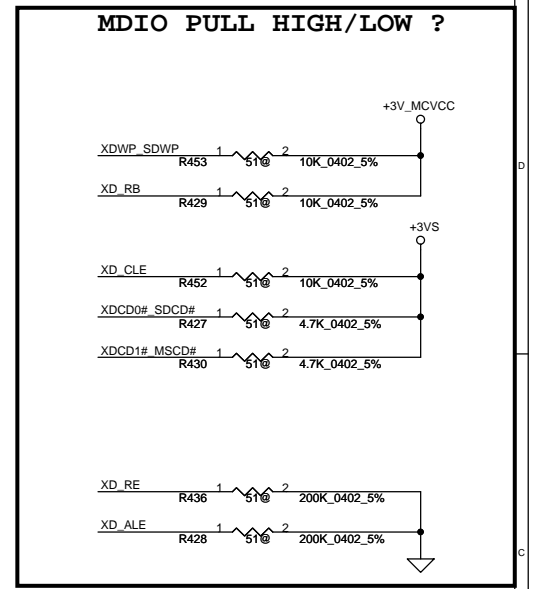 MDIO PULL HIGH/LOW ?
+3V_MCVCC
XDWP_SDWP 1 2
R453 51@ 10K_0402_5%
D
XD_RB 1 2
R429 51@ 10K_0402_5%
+3VS
XD_CLE 1 2
R452 51@ 10K_0402_5%
XDCD0#_SDCD# 1 2
R427 51@ 4.7K_0402_5%
XDCD1#_MSCD# 1 2
R430 51@ 4.7K_0402_5%
XD_RE 1 2
R436 51@ 200K_0402_5%
XD_ALE 1 2
R428 51@ 200K_0402_5%
C